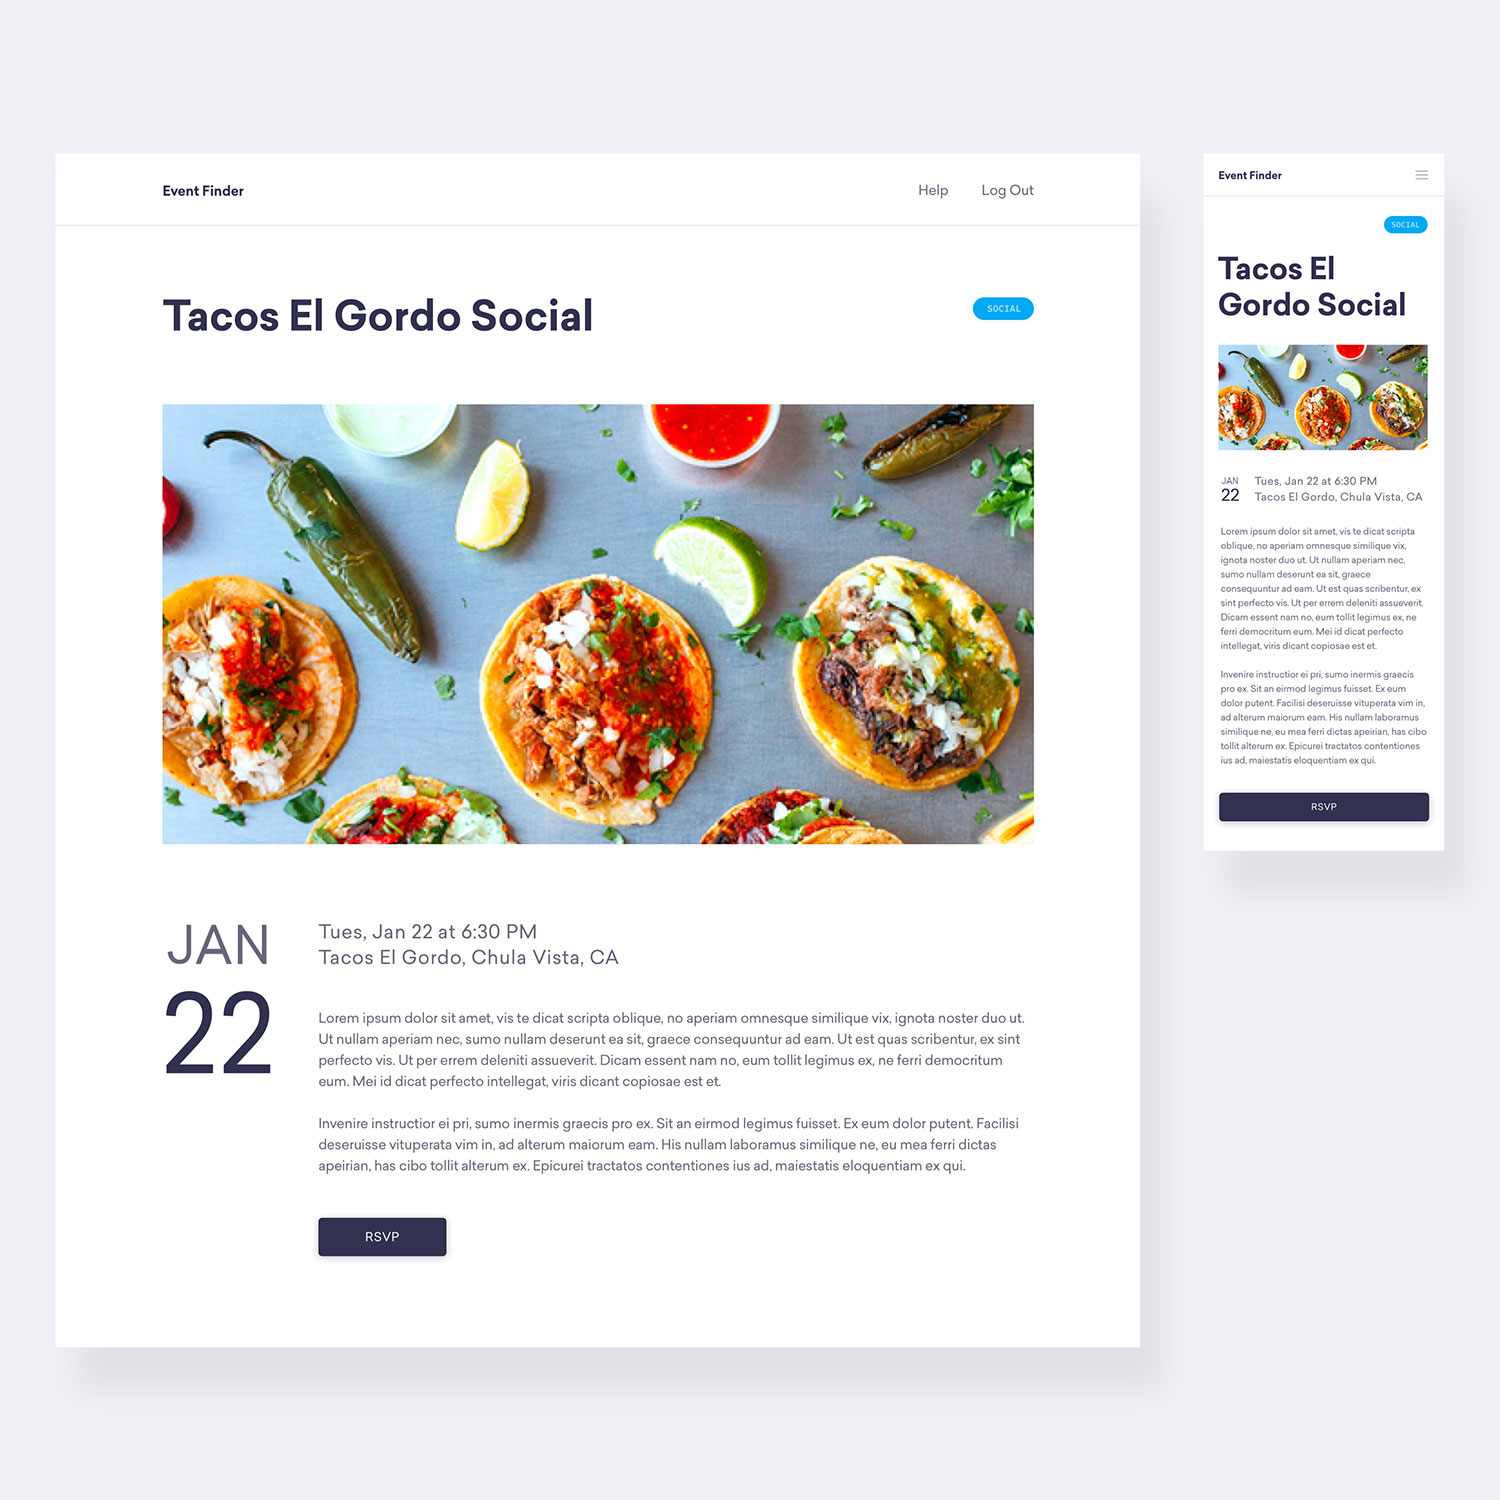 Event Finder
Help
Log Out
Tacos El Gordo Social
SOCIAL
JAN
22
Tues, Jan 22 at 6:30 PM
Tacos El Gordo, Chula Vista, CA
Lorem ipsum dolor sit amet, vis te dicat scripta oblique, no aperiam omnesque similique vix, ignota noster duo ut.
Ut nullam aperiam nec, sumo nullam deserunt ea sit, graece consequuntur ad eam. Ut est quas scribentur, ex sint
perfecto vis. Ut per errem deleniti assueverit. Dicam essent nam no, eum tollit legimus ex, ne ferri democritum
eum. Mei id dicat perfecto intellegat, viris dicant copiosae est et.
Invenire instructior ei pri, sumo inermis graecis pro ex. Sit an eirmod legimus fuisset. Ex eum dolor putent. Facilisi
deseruisse vituperata vim in, ad alterum maiorum eam. His nullam laboramus similique ne, eu mea ferri dictas
apeirian, has cibo tollit alterum ex. Epicurei tractatos contentiones ius ad, maiestatis eloquentiam ex qui.
RSVP
Event Finder
SOCIAL
Tacos El
Gordo Social
JAN
22
Tues, Jan 22 at 6:30 PM
Tacos El Gordo, Chula Vista, CA
Lorem ipsum dolor sit amet, vis te dicat scripta
oblique, no aperiam omnesque similique vix,
ignota noster duo ut. Ut nullam aperiam nec,
sumo nullam deserunt ea sit, graece
consequuntur ad eam. Ut est quas scribentur, ex
sint perfecto vis. Ut per errem deleniti assueverit.
Dicam essent nam no, eum tollit legimus ex, ne
ferri democritum eum. Mei id dicat perfecto
intellegat, viris dicant copiosae est et.
Invenire instructior ei pri, sumo inermis graecis
pro ex. Sit an eirmod legimus fuisset. Ex eum
dolor putent. Facilisi deseruisse vituperata vim in,
ad alterum maiorum eam. His nullam laboramus
similique ne, eu mea ferri dictas apeirian, has cibo
tollit alterum ex. Epicurei tractatos contentiones
ius ad, maiestatis eloquentiam ex qui.
RSVP